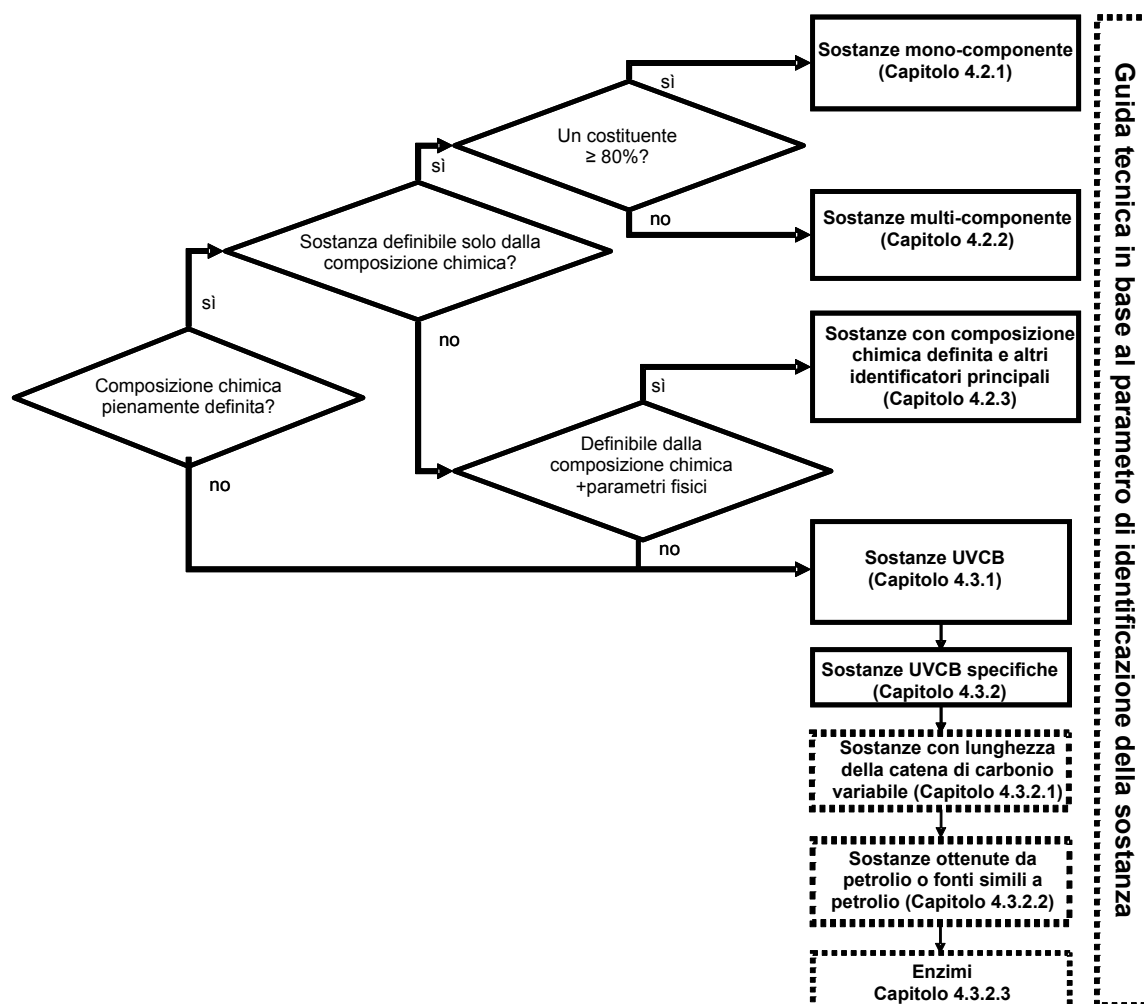 Sostanze mono-componente
(Capitolo 4.2.1)
sì
Un costituente
≥ 80%?
sì
no
Sostanze multi-componente
(Capitolo 4.2.2)
Sostanza definibile solo dalla
composizione chimica?
sì
no
Sostanze con composizione
chimica definita e altri
identificatori principali
(Capitolo 4.2.3)
Composizione chimica
pienamente definita?
sì
Definibile dalla
composizione chimica
+parametri fisici
no
no
Sostanze UVCB
(Capitolo 4.3.1)
Sostanze UVCB specifiche
(Capitolo 4.3.2)
Sostanze con lunghezza
della catena di carbonio
variabile (Capitolo 4.3.2.1)
Sostanze ottenute da
petrolio o fonti simili a
petrolio (Capitolo 4.3.2.2)
Enzimi
Capitolo 4.3.2.3
Guida tecnica in base al parametro di identificazione della sostanza